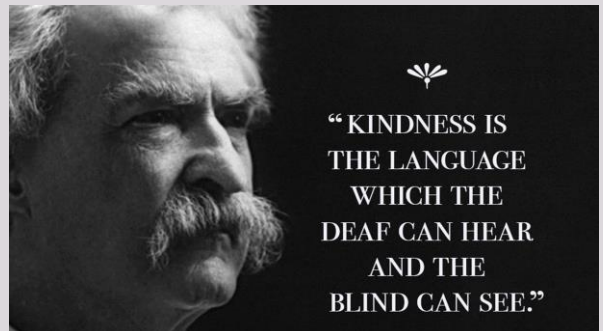 “KINDNESS IS
THE LANGUAGE
WHICH THE
DEAF CAN HEAR
AND THE
BLIND CAN SEE.”